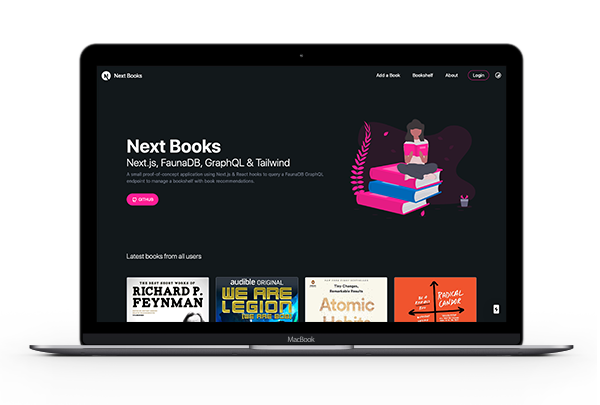 Next Books
Add a Book
Bookshelf
About
Login
Next Books
Next.js, FaunaDB, GraphQL & Tailwind
A small proof-of-concept application using Next.js & React hooks to query a FaunaDB GraphQL
endpoint to manage a bookshelf with book recommendations.
GITHUB
Latest books from all users
THE BEST SHORT WORKS OF
RICHARD P.
FEYNMAN
audible ORIGINAL
WE ARE
LEGION
(WE ARE BOB)
Tiny Changes,
Remarkable Results
Atomic
Habits
RADICAL
CANDOR
MacBook